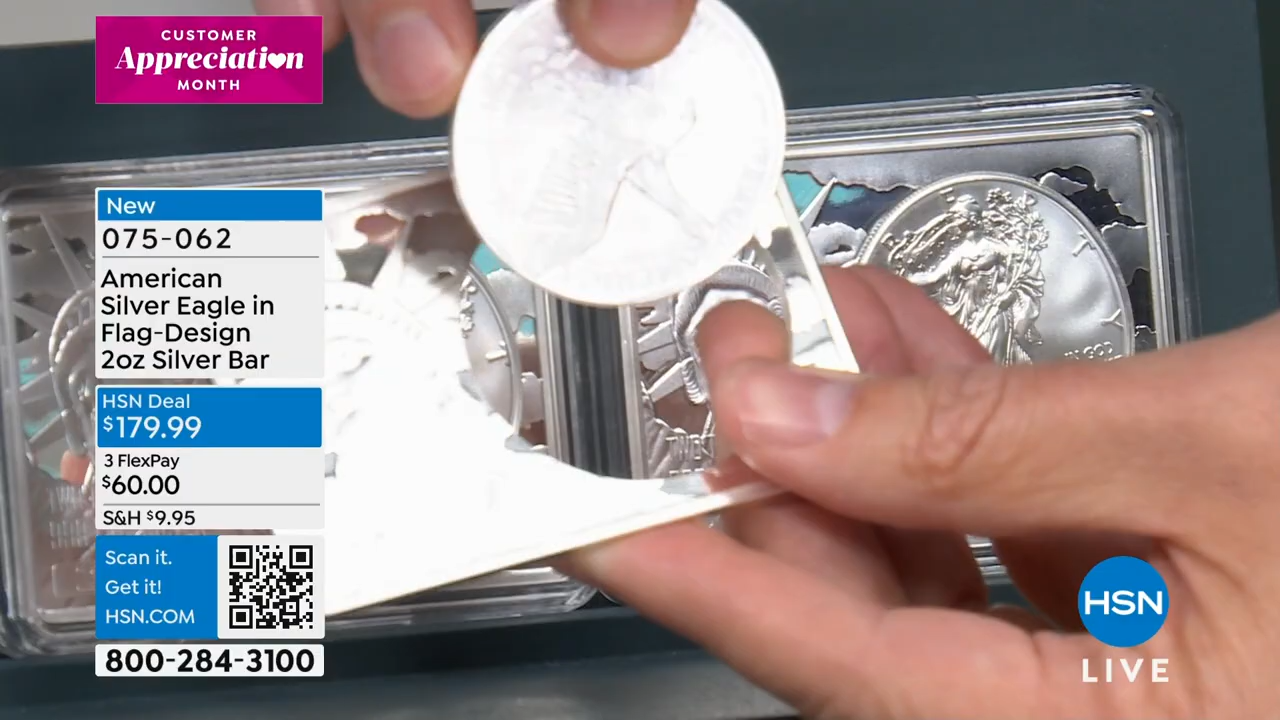 CUSTOMER
Appreciation
MONTH
New
075-062
American
Silver Eagle in
Flag-Design
2oz Silver Bar
HSN Deal
$179.99
3 FlexPay
$60.00
S&H $9.95
Scan it.
Get it!
HSN.COM
800-284-3100
HSN
LIVE